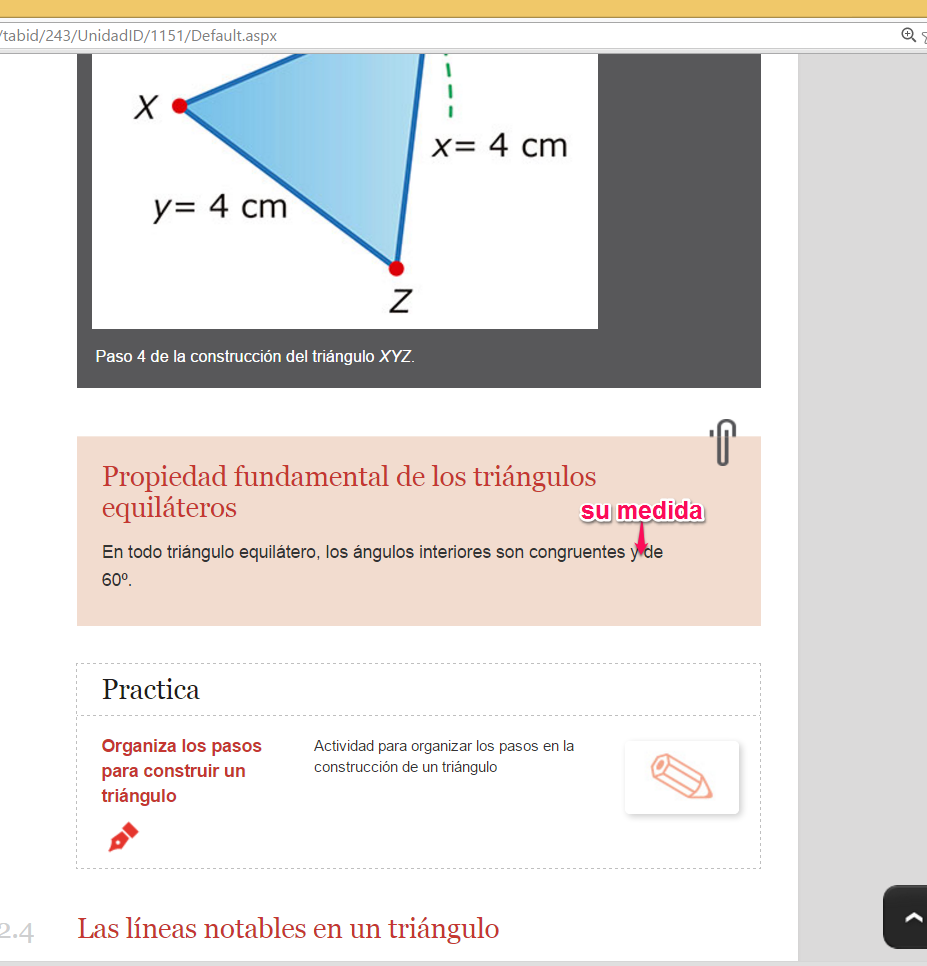 /tabid/243/UnidadID/1151/Default.aspx
X
x= 4 cm
y= 4 cm
Z
Paso 4 de la construcción del triángulo XYZ.
Propiedad fundamental de los triángulos
equiláteros
su medida
En todo triángulo equilátero, los ángulos interiores son congruentes y de
60º.
Practica
Organiza los pasos
para construir un
triángulo
Actividad para organizar los pasos en la
construcción de un triángulo
2.4 Las líneas notables en un triángulo